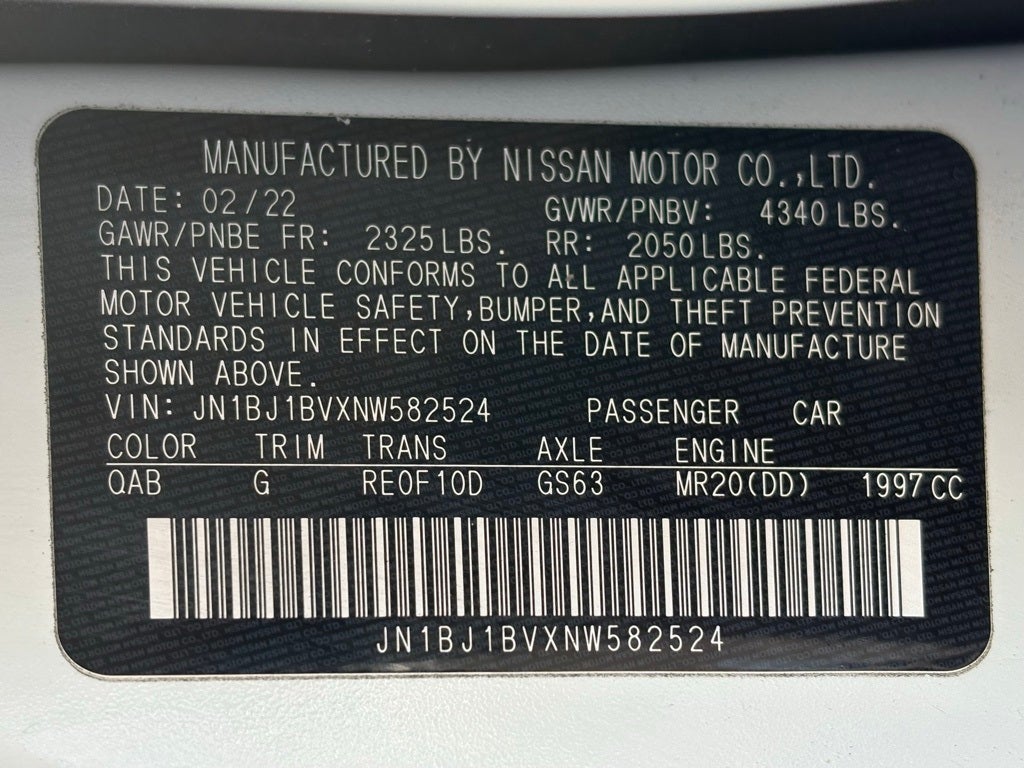 MANUFACTURED BY NISSAN MOTOR CO.,LTD.
DATE: 02/22 GVWR/PNBV: 4340 LBS.
GAWR/PNBE FR: 2325 LBS. RR: 2050 LBS.
THIS VEHICLE CONFORMS TO ALL APPLICABLE FEDERAL
MOTOR VEHICLE SAFETY,BUMPER,AND THEFT PREVENTION
STANDARDS IN EFFECT ON THE DATE OF MANUFACTURE
SHOWN ABOVE.
VIN: JN1BJ1BVXNW582524 PASSENGER CAR
COLOR TRIM TRANS AXLE ENGINE
QAB G RE0F10D GS63 MR20(DD) 1997 CC
JN1BJ1BVXNW582524